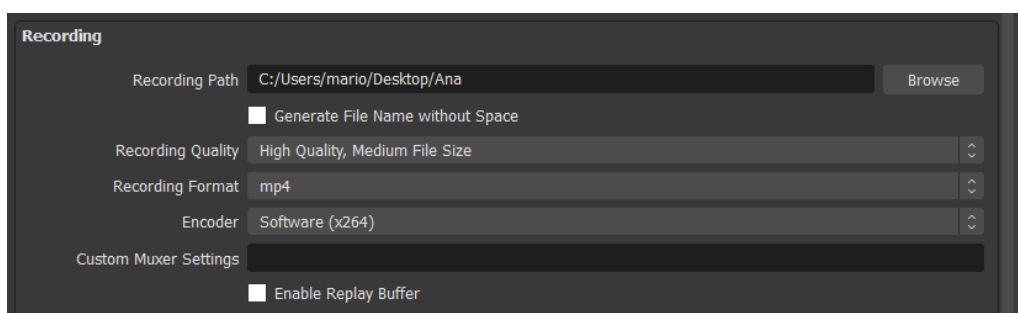 Recording
Recording Path C:/Users/mario/Desktop/Ana Browse
Generate File Name without Space
Recording Quality High Quality, Medium File Size
Recording Format mp4
Encoder Software (x264)
Custom Muxer Settings
Enable Replay Buffer